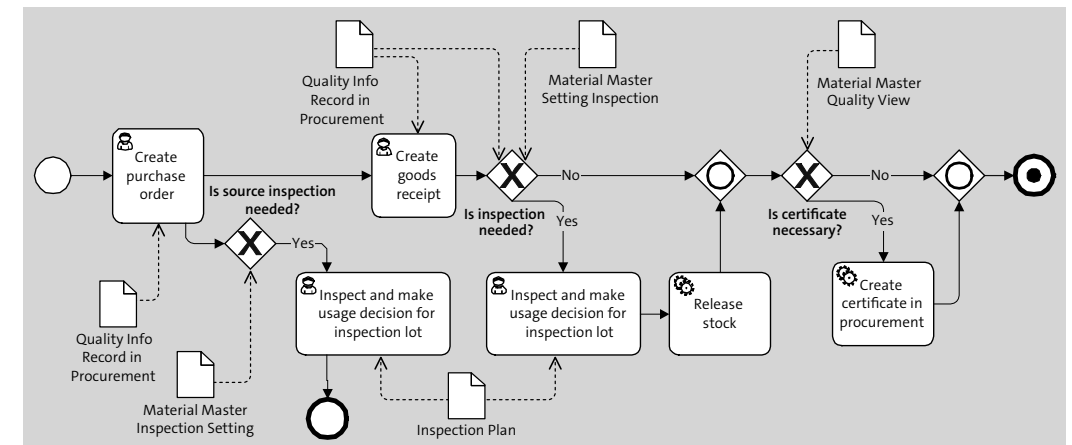 Quality Info
Record in
Procurement
Material Master
Setting Inspection
Material Master
Quality View
Create
purchase
order
Is source inspection
needed?
Create
goods
receipt
X
No
X
No
Is inspection
needed?
Yes
Is certificate
necessary?
Yes
X
Yes
Inspect and make
usage decision for
inspection lot
Inspect and make
usage decision for
inspection lot
Release
stock
Create
certificate in
procurement
Quality Info
Record in
Procurement
Material Master
Inspection Setting
Inspection Plan